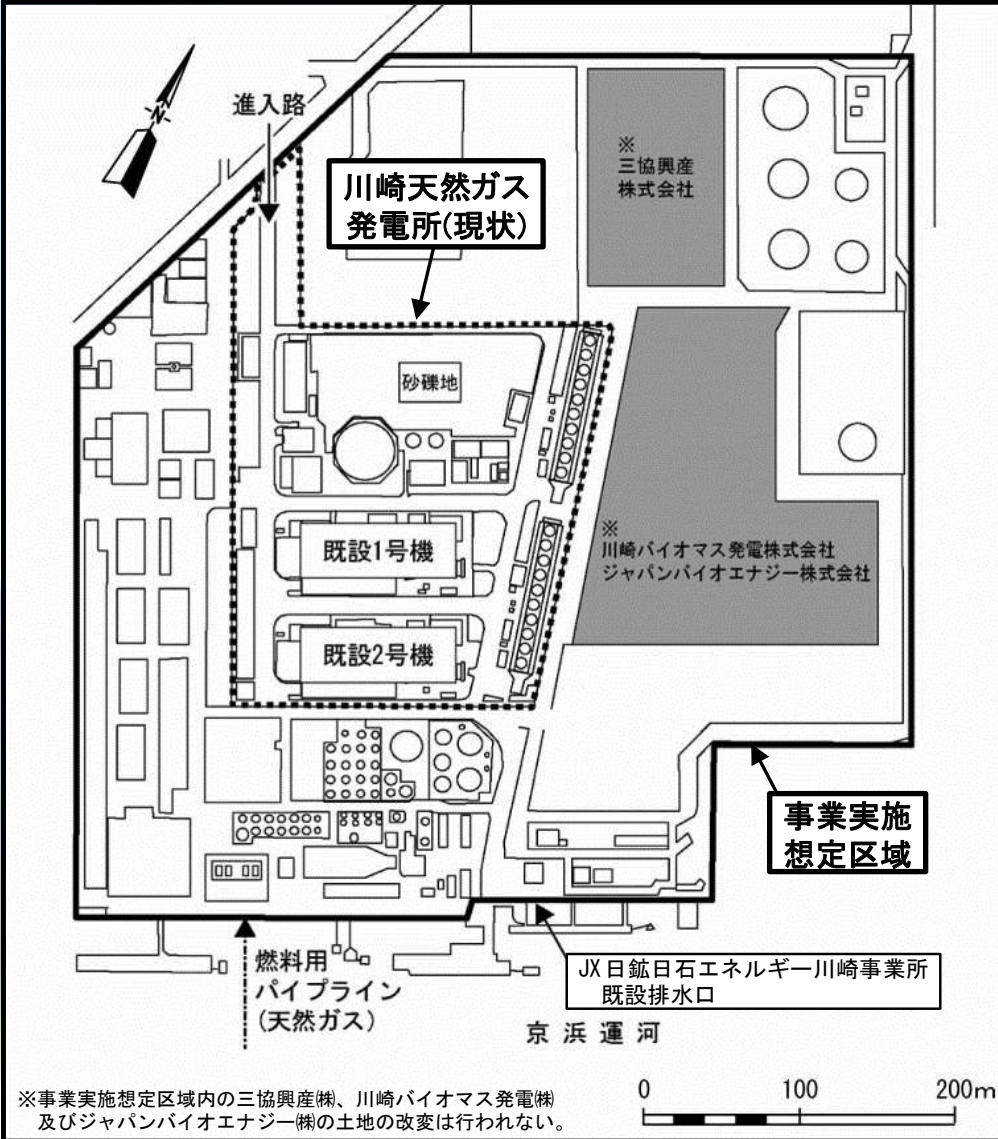 N
進入路
川崎天然ガス
発電所(現状)
※
三協興産
株式会社
砂礫地
※
川崎バイオマス発電株式会社
ジャパンバイオエナジー株式会社
既設1号機
既設2号機
事業実施
想定区域
燃料用
パイプライン
(天然ガス)
JX日鉱日石エネルギー川崎事業所
既設排水口
京浜運河
0 100 200m
※事業実施想定区域内の三協興産㈱、川崎バイオマス発電㈱
及びジャパンバイオエナジー㈱の土地の改変は行われない。